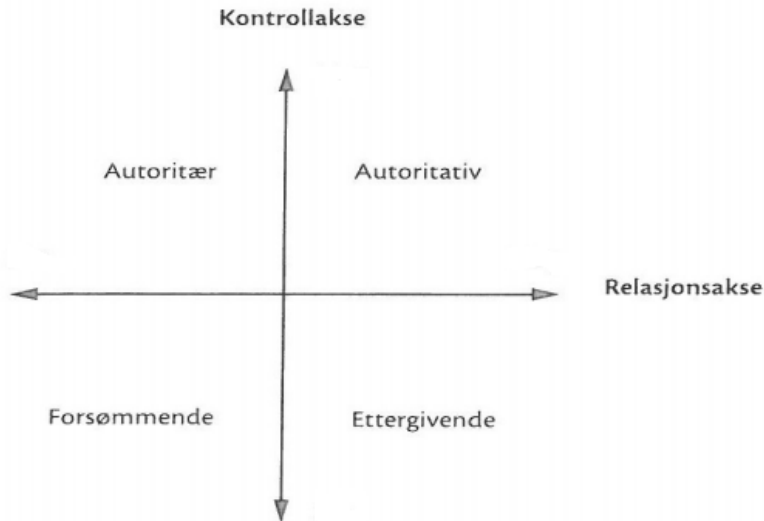 Kontrollakse
Autoritær
Autoritativ
Relasjonsakse
Forsømmende
Ettergivende